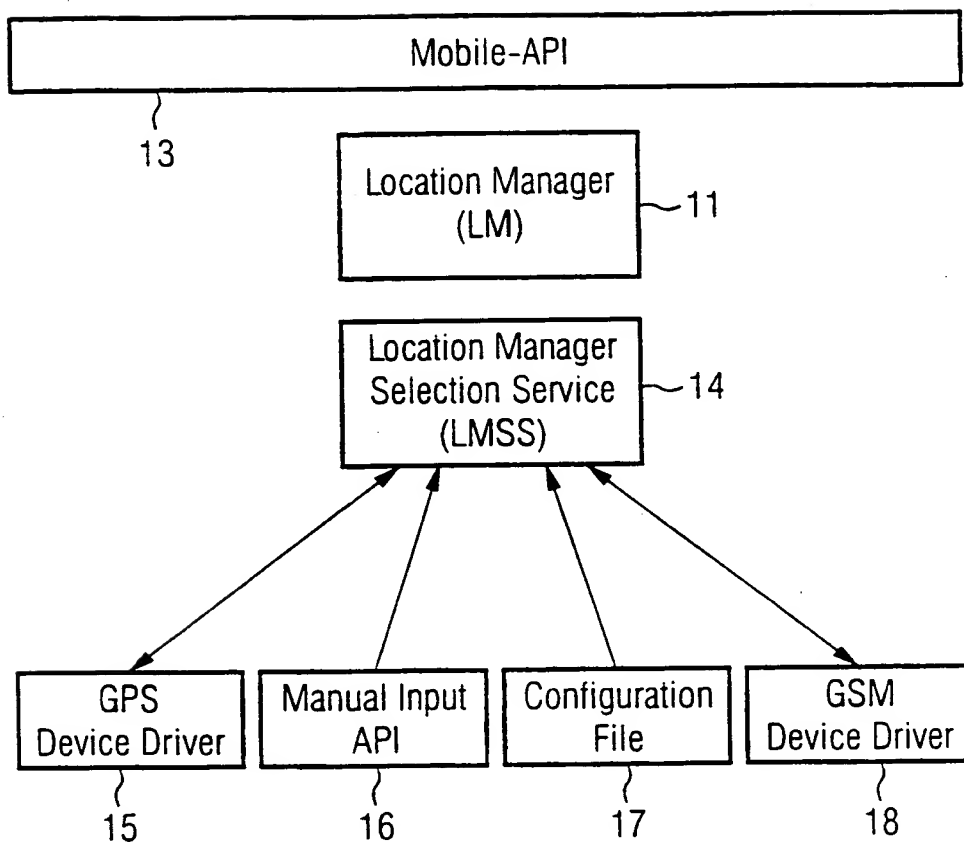 Mobile-API
13
Location Manager
(LM)
11
Location Manager
Selection Service
(LMSS)
14
GPS
Device Driver
Manual Input
API
Configuration
File
GSM
Device Driver
15
16
17
18